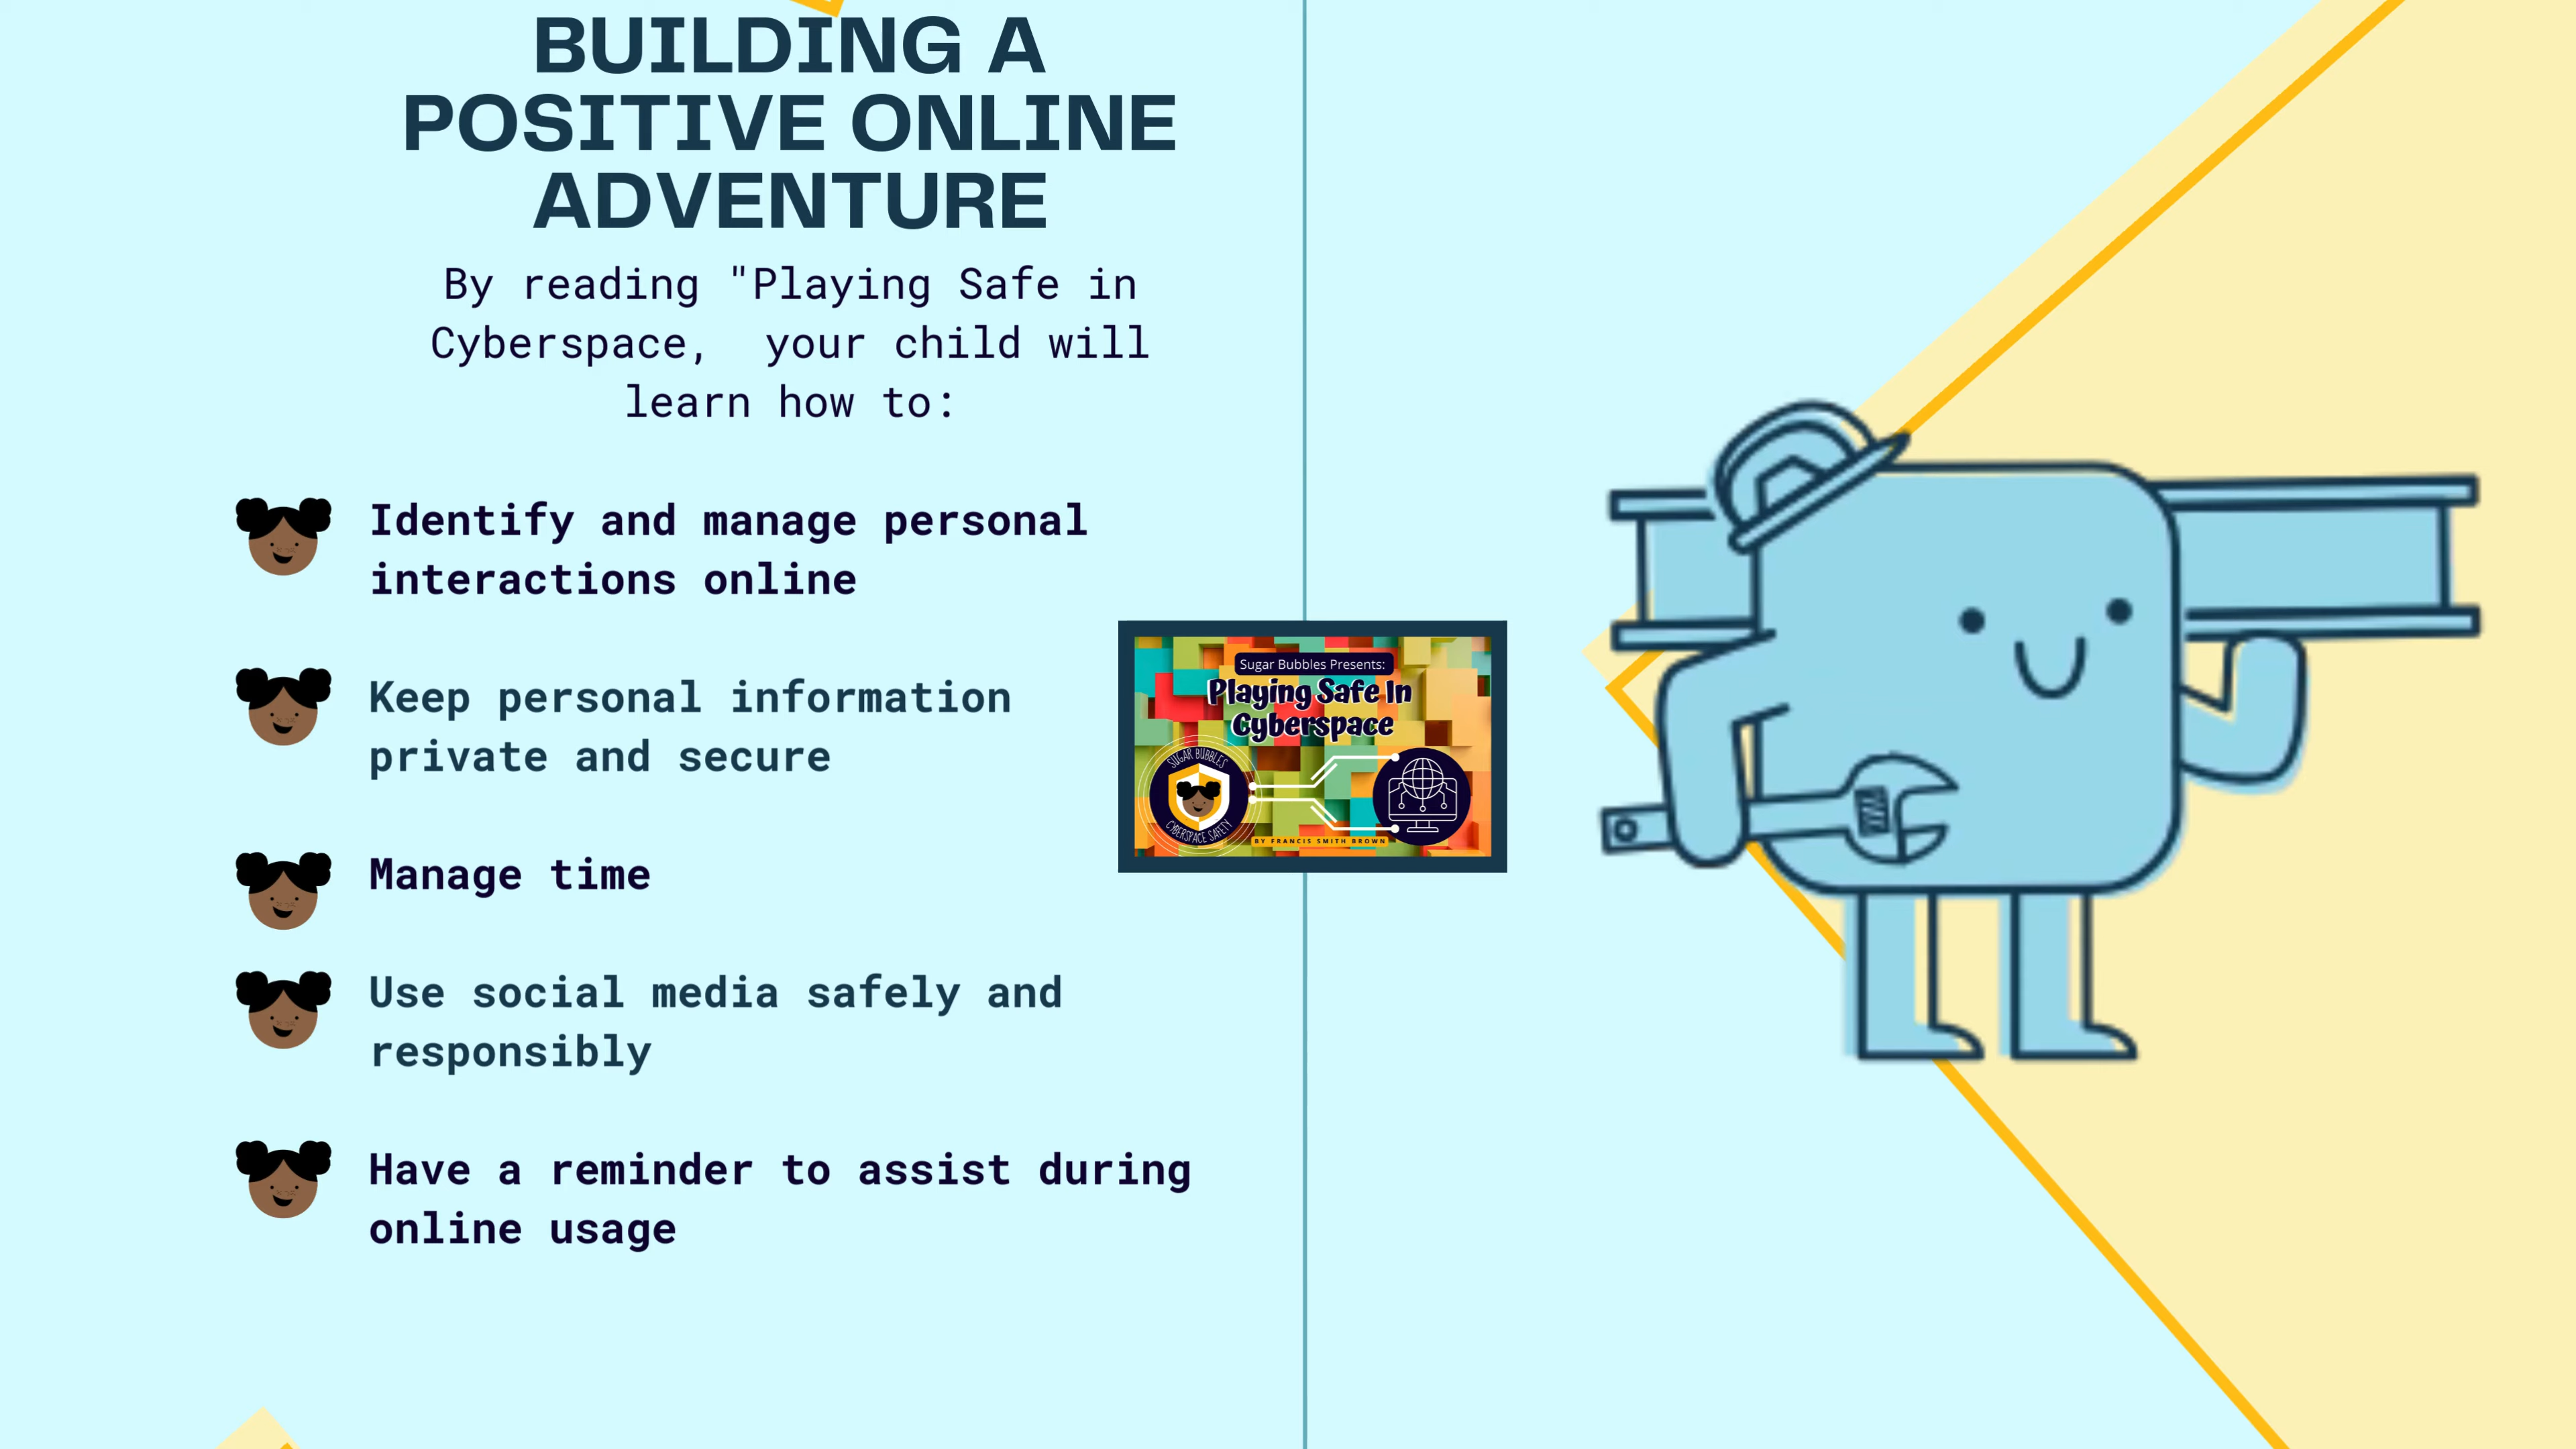 BUILDING A
POSITIVE ONLINE
ADVENTURE
By reading "Playing Safe in
Cyberspace,  your child will
learn how to:
Identify and manage personal
interactions online
Keep personal information
private and secure
Manage time
Use social media safely and
responsibly
Have a reminder to assist during
online usage
Sugar Bubbles Presents:
Playing Safe In
Cyberspace
SUGAR BUBBLES
CYBERSPACE SAFETY
BY FRANCIS SMITH BROWN